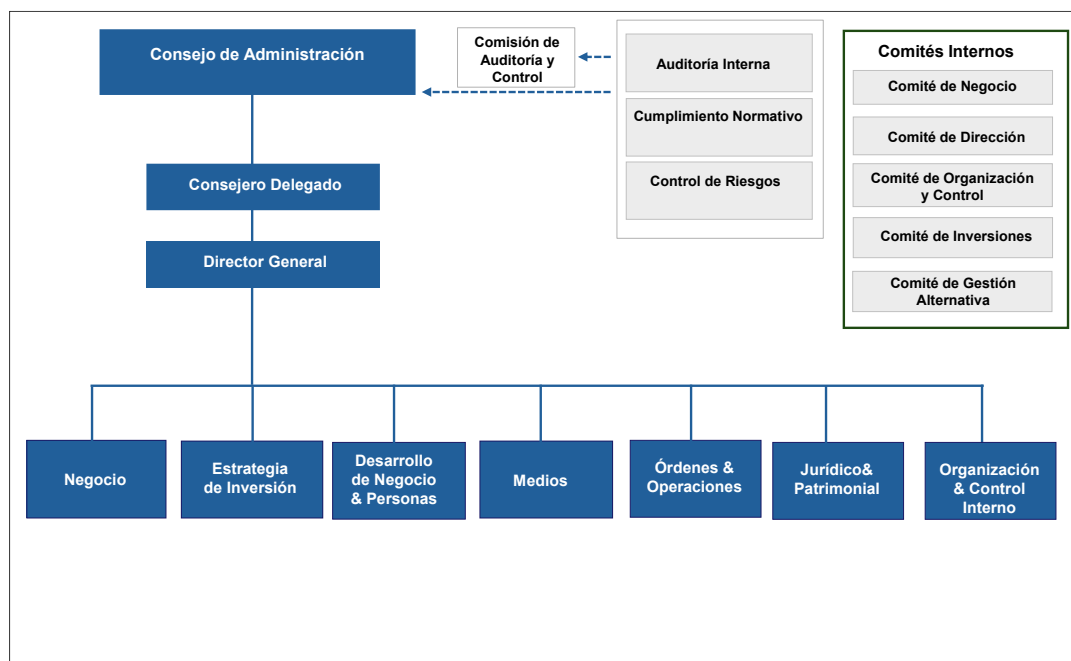 Consejo de Administración
Comisión de
Auditoría y
Control
Auditoría Interna
Cumplimiento Normativo
Control de Riesgos
Comités Internos
Comité de Negocio
Comité de Dirección
Comité de Organización
y Control
Comité de Inversiones
Comité de Gestión
Alternativa
Consejero Delegado
Director General
Negocio
Estrategia
de Inversión
Desarrollo
de Negocio
& Personas
Medios
Órdenes &
Operaciones
Jurídico&
Patrimonial
Organización
& Control
Interno